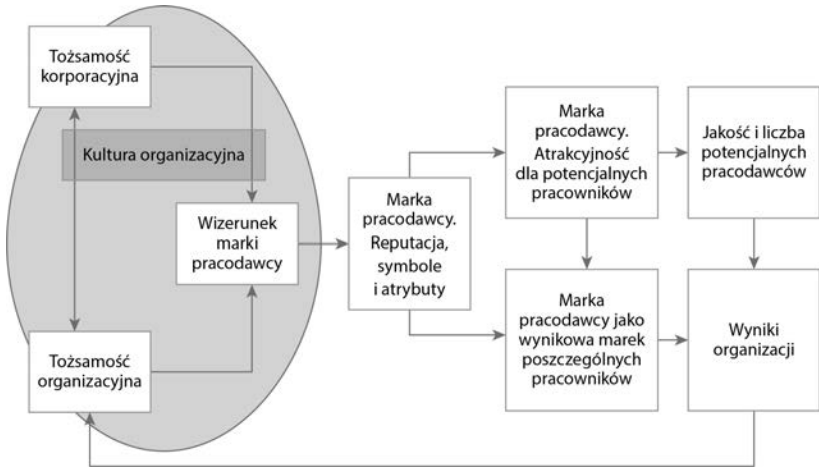 Tożsamość
korporacyjna
Kultura organizacyjna
Wizerunek
marki
pracodawcy
Tożsamość
organizacyjna
Marka
pracodawcy.
Reputacja,
symbole
i atrybuty
Marka
pracodawcy.
Atrakcyjność
dla potencjalnych
pracowników
Jakość i liczba
potencjalnych
pracodawców
Marka
pracodawcy jako
wynikowa marek
poszczególnych
pracowników
Wyniki
organizacji